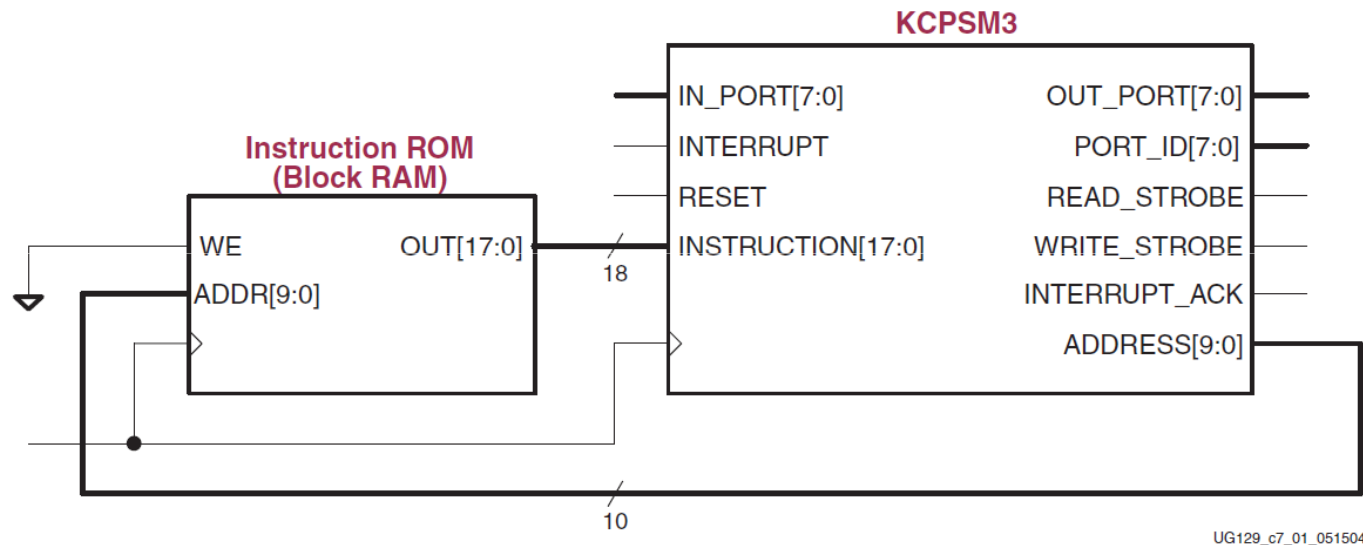 KCPSM3
IN_PORT[7:0]
OUT_PORT[7:0]
INTERRUPT
PORT_ID[7:0]
Instruction ROM
(Block RAM)
RESET
READ_STROBE
WE
OUT[17:0]
18
INSTRUCTION[17:0]
WRITE_STROBE
ADDR[9:0]
INTERRUPT_ACK
ADDRESS[9:0]
10
UG129_c7_01_051504